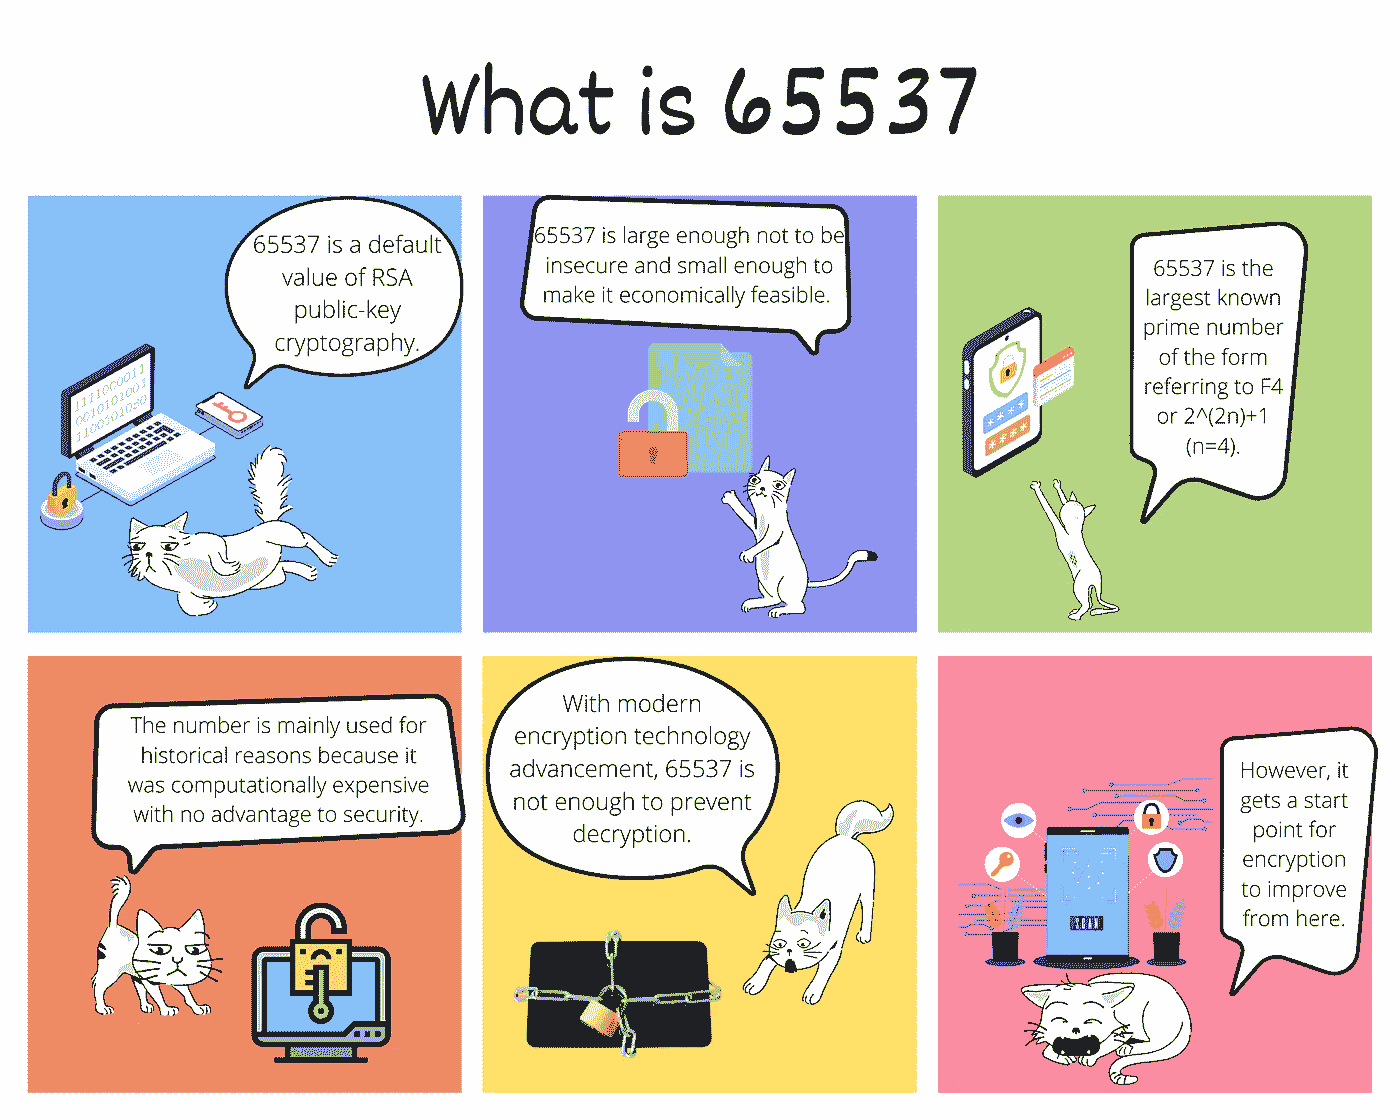 What is 65537
65537 is a default
value of RSA
public-key
cryptography.
1111000011
0010101001
1100101030
65537 is large enough not to be
insecure and small enough to
make it economically feasible.
65537 is the
largest known
prime number
of the form
referring to F4
or 2^(2n)+1
(n=4).
The number is mainly used for
historical reasons because it
was computationally expensive
with no advantage to security.
With modern
encryption technology
advancement, 65537 is
not enough to prevent
decryption.
However, it
gets a start
point for
encryption
to improve
from here.